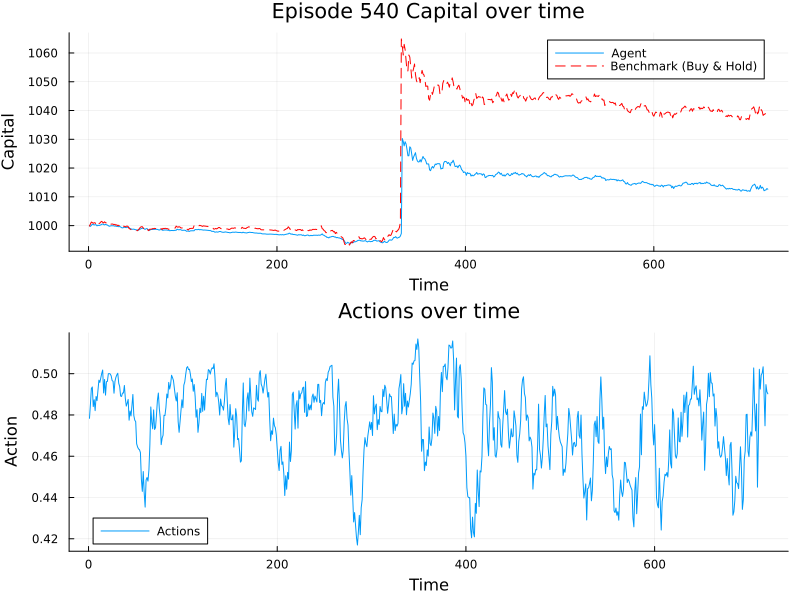 Episode 540 Capital over time
Capital
1060
1050
1040
1030
1020
1010
1000
Agent
Benchmark (Buy & Hold)
0
200
400
600
Time
Actions over time
Action
0.50
0.48
0.46
0.44
0.42
Actions
0
200
400
600
Time